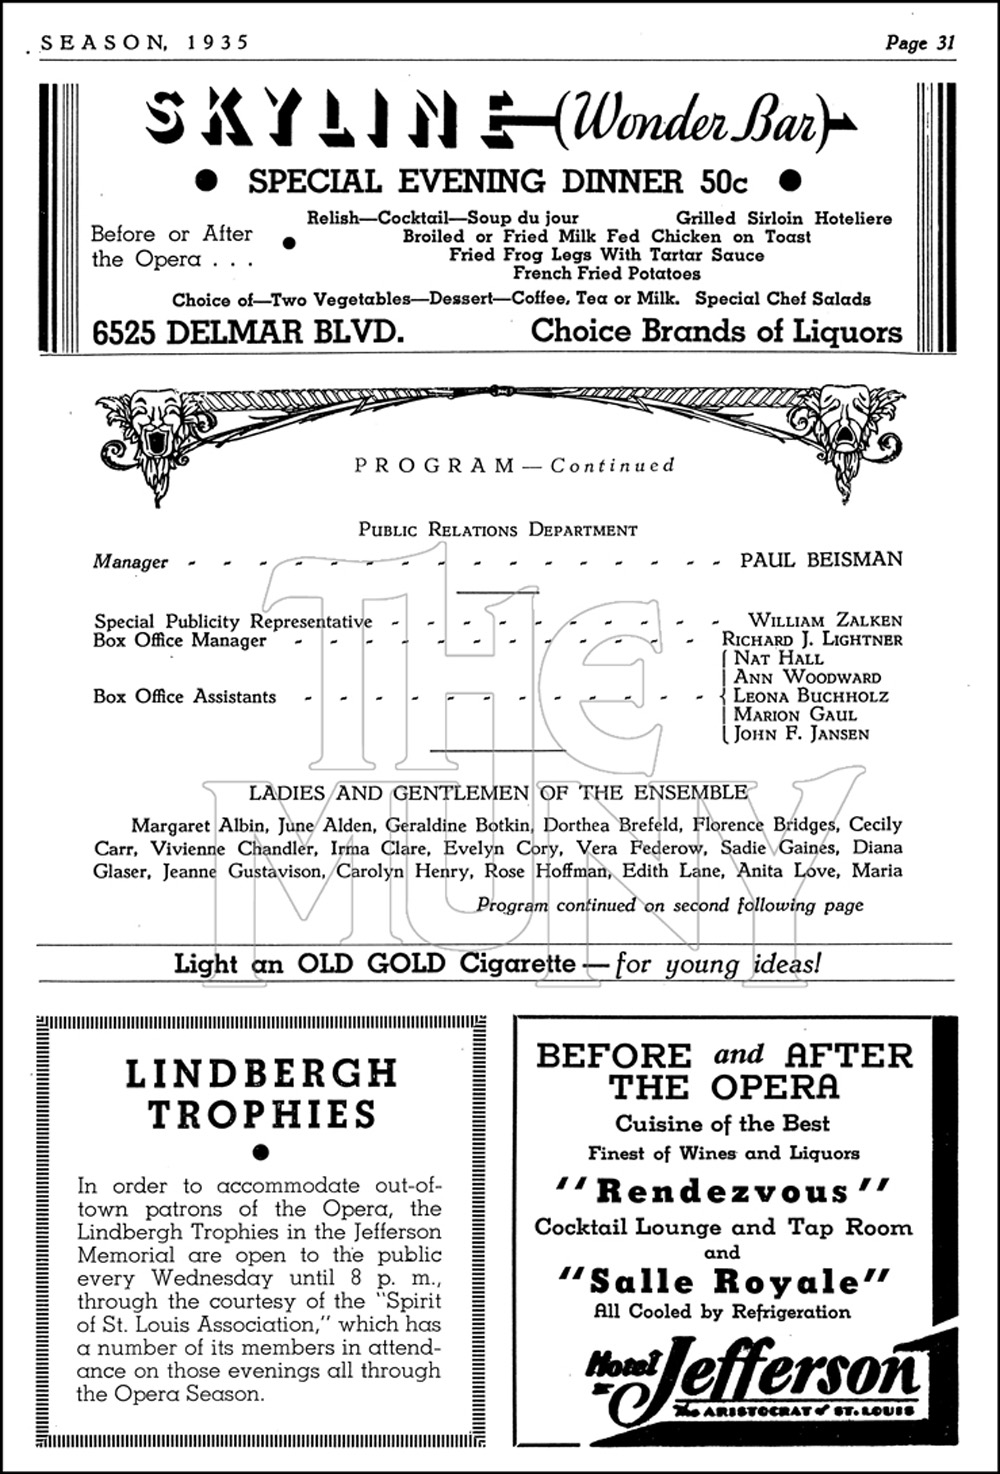 SEASON, 1935 Page 31
SKYLINE (Wonder Bar)
● SPECIAL EVENING DINNER 50c ●
Before or After
the Opera . . .
●
Relish—Cocktail—Soup du jour Grilled Sirloin Hoteliere
Broiled or Fried Milk Fed Chicken on Toast
Fried Frog Legs With Tartar Sauce
French Fried Potatoes
Choice of—Two Vegetables—Dessert—Coffee, Tea or Milk. Special Chef Salads
6525 DELMAR BLVD. Choice Brands of Liquors
PROGRAM—Continued
PUBLIC RELATIONS DEPARTMENT
Manager - - - - - - - - - - - - - - - - PAUL BEISMAN
Special Publicity Representative - - - - - - - - - - WILLIAM ZALKEN
Box Office Manager - - - - - - - - - - - - RICHARD J. LIGHTNER
NAT HALL
ANN WOODWARD
Box Office Assistants - - - - - - - - - - - - LEONA BUCHHOLZ
MARION GAUL
JOHN F. JANSEN
THE
MUNY
LADIES AND GENTLEMEN OF THE ENSEMBLE
Margaret Albin, June Alden, Geraldine Botkin, Dorthea Brefeld, Florence Bridges, Cecily
Carr, Vivienne Chandler, Irma Clare, Evelyn Cory, Vera Federow, Sadie Gaines, Diana
Glaser, Jeanne Gustavison, Carolyn Henry, Rose Hoffman, Edith Lane, Anita Love, Maria
Program continued on second following page
Light an OLD GOLD Cigarette—for young ideas!
LINDBERGH
TROPHIES
●
In order to accommodate out-of-
town patrons of the Opera, the
Lindbergh Trophies in the Jefferson
Memorial are open to the public
every Wednesday until 8 p. m.,
through the courtesy of the "Spirit
of St. Louis Association," which has
a number of its members in attend-
ance on those evenings all through
the Opera Season.
BEFORE and AFTER
THE OPERA
Cuisine of the Best
Finest of Wines and Liquors
"Rendezvous"
Cocktail Lounge and Tap Room
and
"Salle Royale"
All Cooled by Refrigeration
Hotel Jefferson
The ARISTOCRAT of ST. LOUIS